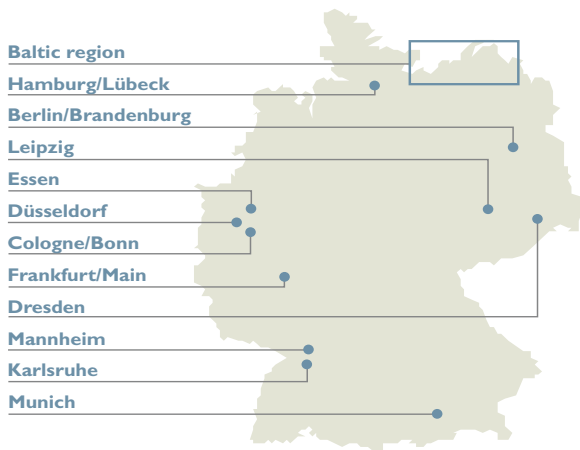 Baltic region
Hamburg/Lübeck
Berlin/Brandenburg
Leipzig
Essen
Düsseldorf
Cologne/Bonn
Frankfurt/Main
Dresden
Mannheim
Karlsruhe
Munich